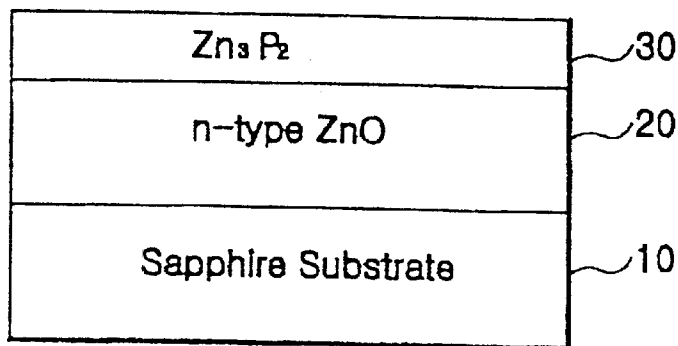 Zn₃ P₂ 30
n-type ZnO 20
Sapphire Substrate 10